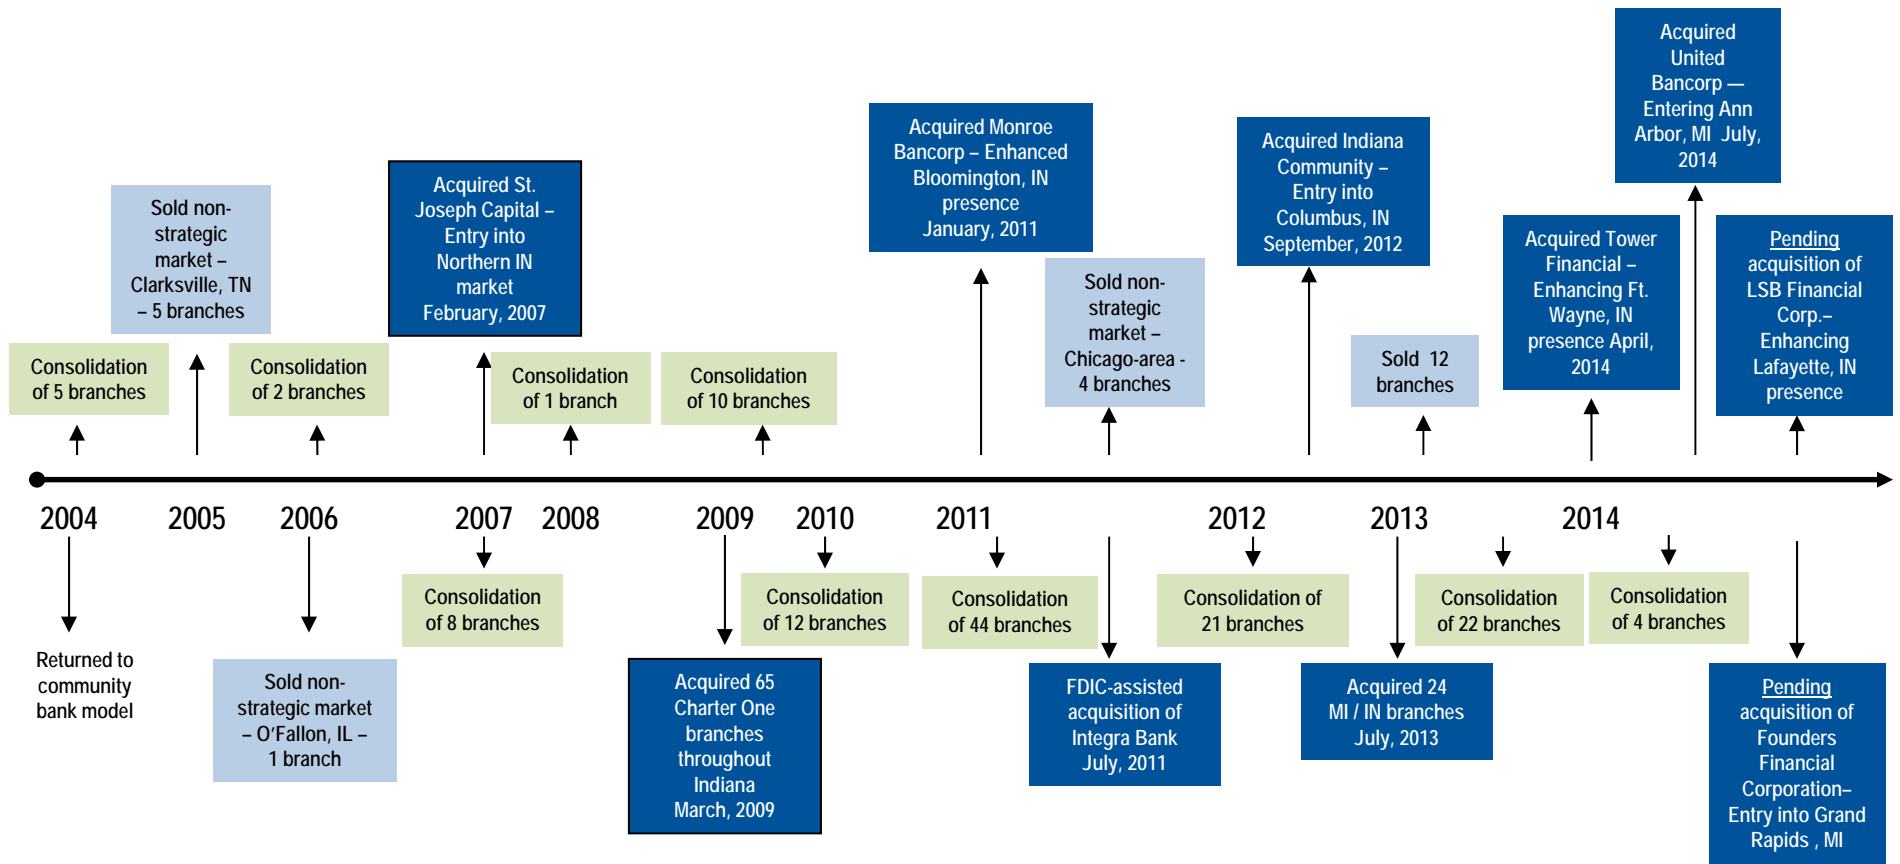 Consolidation
of 5 branches
Sold non-
strategic
market –
Clarksville, TN
– 5 branches
Consolidation
of 2 branches
Acquired St.
Joseph Capital –
Entry into
Northern IN
market
February, 2007
Consolidation
of 1 branch
Consolidation
of 10 branches
Acquired Monroe
Bancorp – Enhanced
Bloomington, IN
presence
January, 2011
Sold non-
strategic
market –
Chicago-area -
4 branches
Acquired Indiana
Community –
Entry into
Columbus, IN
September, 2012
Sold 12
branches
Acquired Tower
Financial –
Enhancing Ft.
Wayne, IN
presence April,
2014
Acquired
United
Bancorp —
Entering Ann
Arbor, MI July,
2014
Pending
acquisition of
LSB Financial
Corp.–
Enhancing
Lafayette, IN
presence
2004 2005 2006 2007 2008 2009 2010 2011 2012 2013 2014
Returned to
community
bank model
Sold non-
strategic market
– O’Fallon, IL –
1 branch
Consolidation
of 8 branches
Acquired 65
Charter One
branches
throughout
Indiana
March, 2009
Consolidation
of 12 branches
Consolidation
of 44 branches
FDIC-assisted
acquisition of
Integra Bank
July, 2011
Consolidation of
21 branches
Acquired 24
MI / IN branches
July, 2013
Consolidation
of 22 branches
Consolidation
of 4 branches
Pending
acquisition of
Founders
Financial
Corporation–
Entry into Grand
Rapids , MI